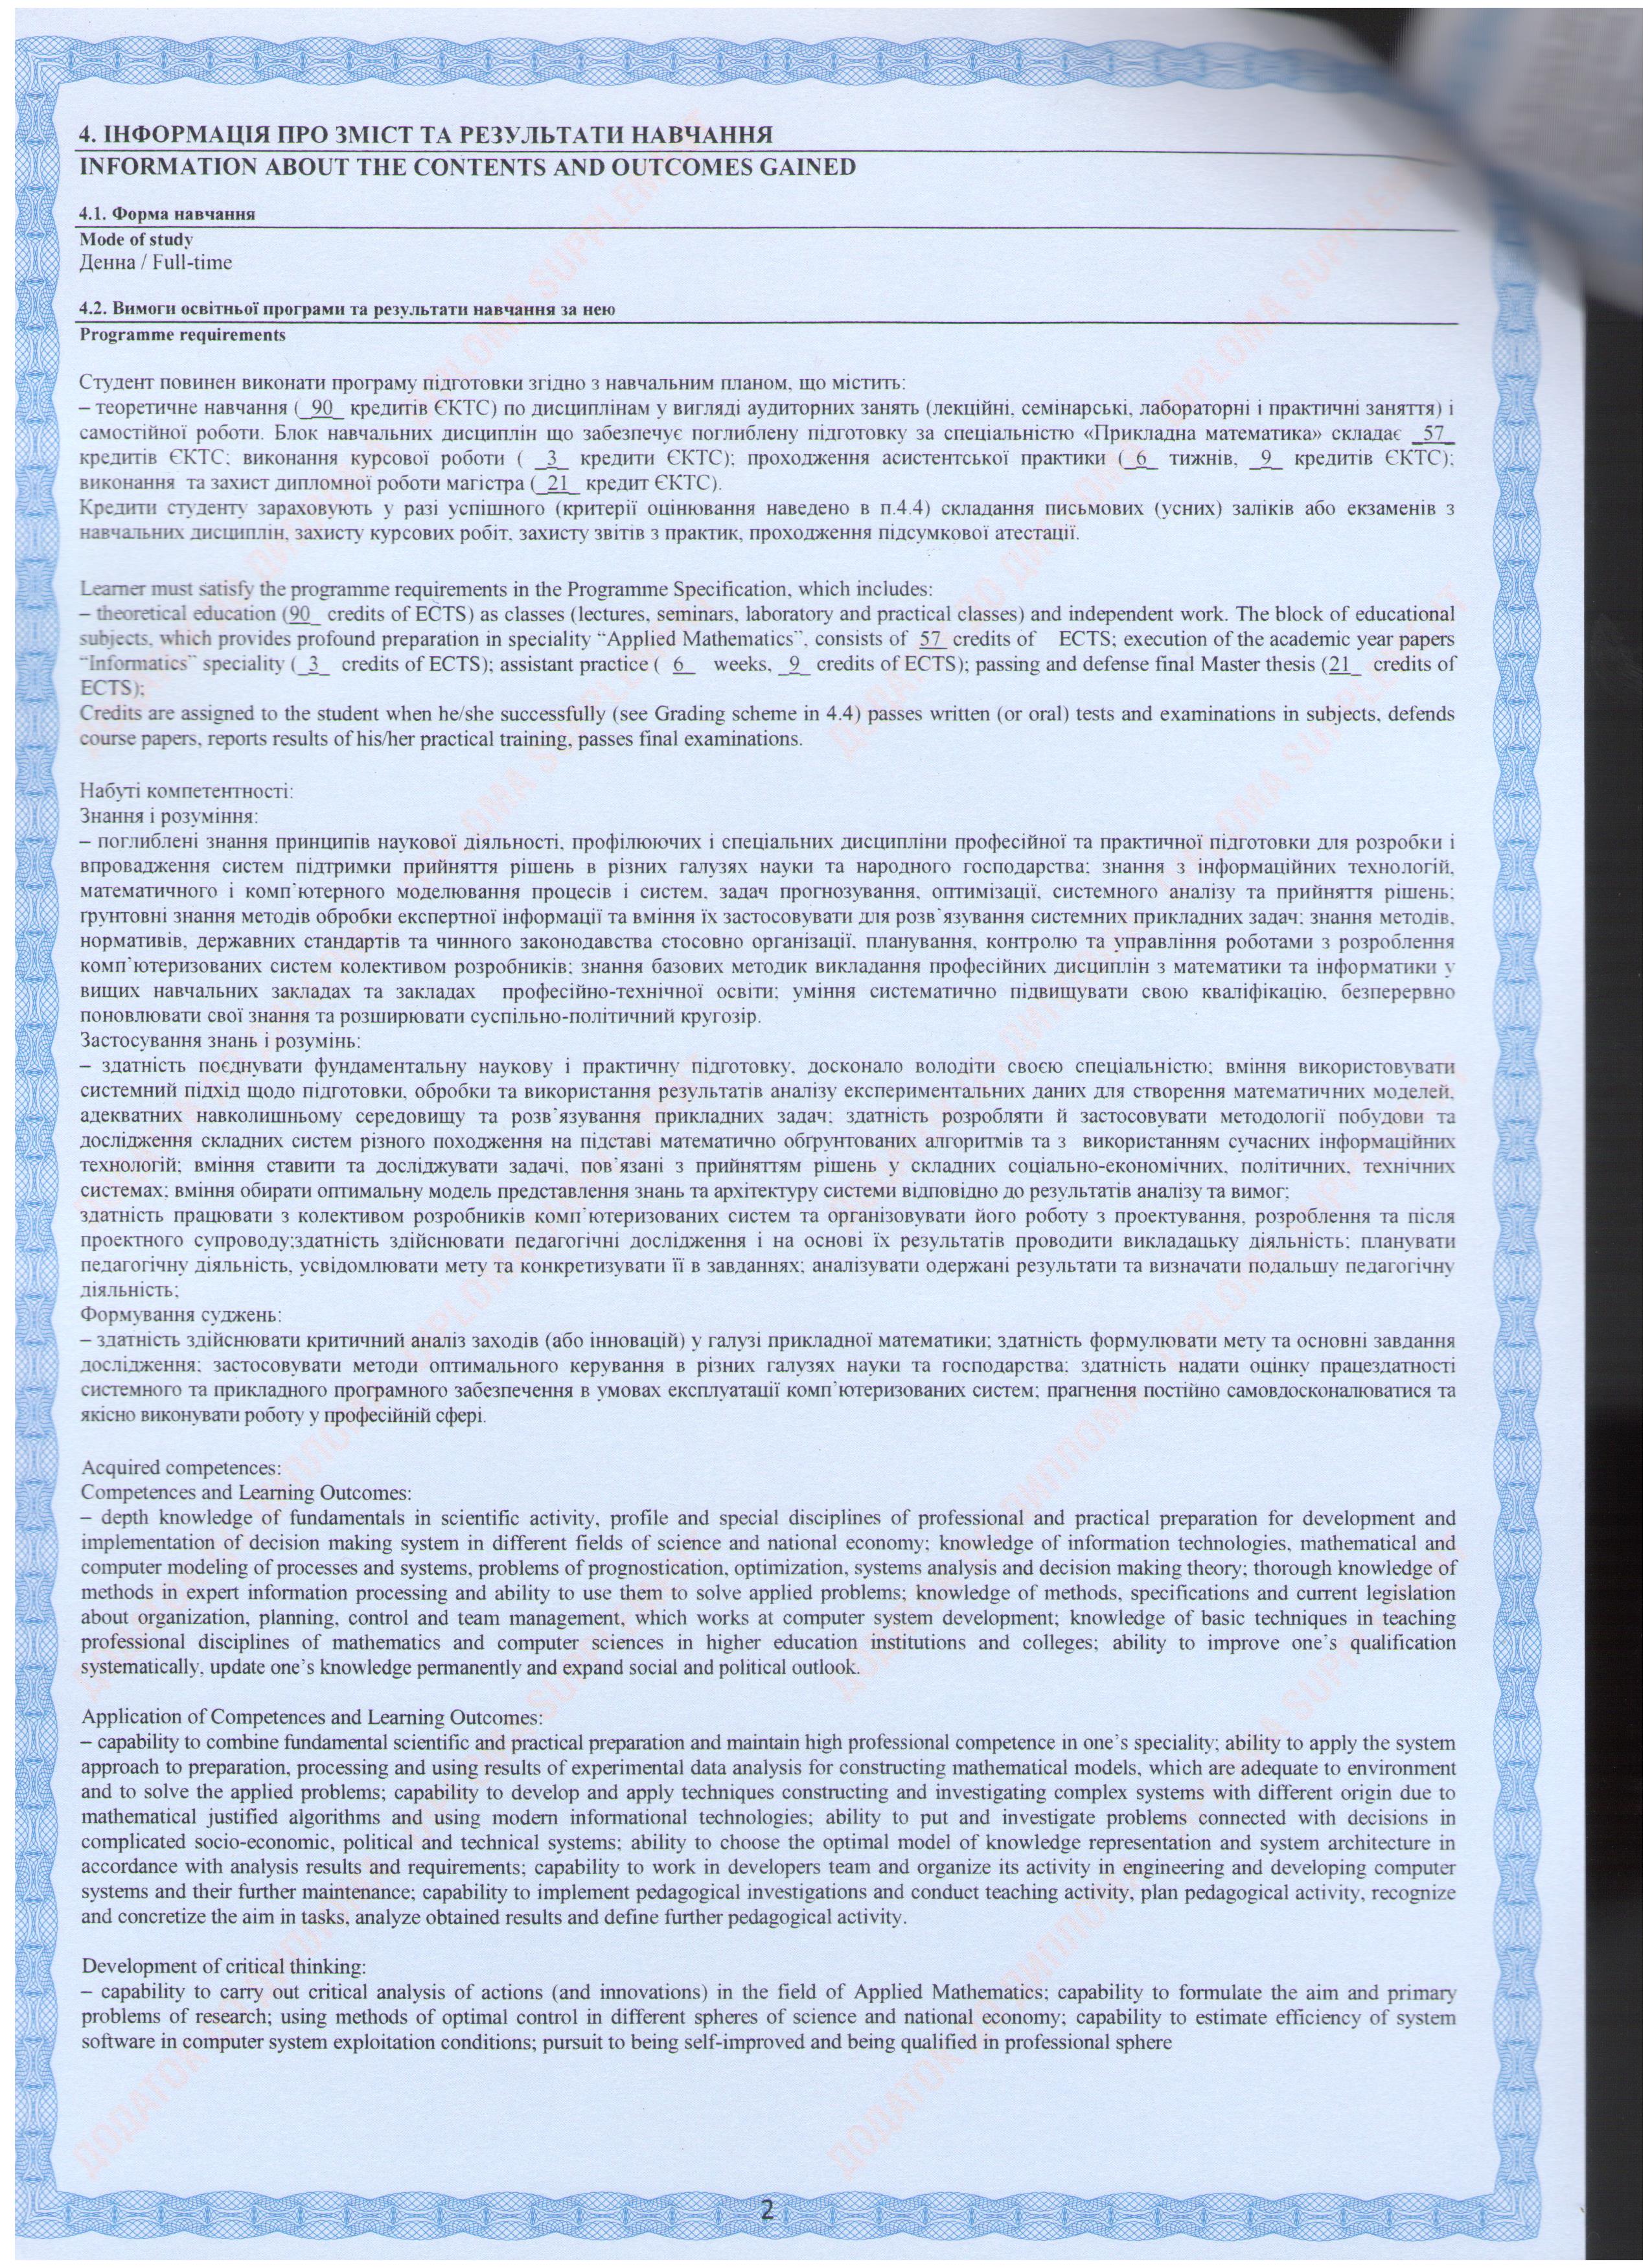 4. ІНФОРМАЦІЯ ПРО ЗМІСТ ТА РЕЗУЛЬТАТИ НАВЧАННЯ
INFORMATION ABOUT THE CONTENTS AND OUTCOMES GAINED
4.1. Форма навчання
Mode of study
Денна / Full-time
4.2. Вимоги освітньої програми та результати навчання за нею
Programme requirements
Студент повинен виконати програму підготовки згідно з навчальним планом, що містить:
– теоретичне навчання (_90_ кредитів ЄКТС) по дисциплінам у вигляді аудиторних занять (лекційні, семінарські, лабораторні і практичні заняття) і
самостійної роботи. Блок навчальних дисциплін що забезпечує поглиблену підготовку за спеціальністю «Прикладна математика» складає _57_
кредитів ЄКТС; виконання курсової роботи ( _3_ кредити ЄКТС); проходження асистентської практики (_6_ тижнів, _9_ кредитів ЄКТС);
виконання та захист дипломної роботи магістра (_21_ кредит ЄКТС).
Кредити студенту зараховують у разі успішного (критерії оцінювання наведено в п.4.4) складання письмових (усних) заліків або екзаменів з
навчальних дисциплін, захисту курсових робіт, захисту звітів з практик, проходження підсумкової атестації.
Learner must satisfy the programme requirements in the Programme Specification, which includes:
– theoretical education (90_ credits of ECTS) as classes (lectures, seminars, laboratory and practical classes) and independent work. The block of educational
subjects, which provides profound preparation in speciality “Applied Mathematics”, consists of 57 credits of ECTS; execution of the academic year papers
“Informatics” speciality (_3_ credits of ECTS); assistant practice ( 6_ weeks, _9_ credits of ECTS); passing and defense final Master thesis (21_ credits of
ECTS);
Credits are assigned to the student when he/she successfully (see Grading scheme in 4.4) passes written (or oral) tests and examinations in subjects, defends
course papers, reports results of his/her practical training, passes final examinations.
Набуті компетентності:
Знання і розуміння:
– поглиблені знання принципів наукової діяльності, профілюючих і спеціальних дисципліни професійної та практичної підготовки для розробки і
впровадження систем підтримки прийняття рішень в різних галузях науки та народного господарства; знання з інформаційних технологій,
математичного і комп'ютерного моделювання процесів і систем, задач прогнозування, оптимізації, системного аналізу та прийняття рішень;
ґрунтовні знання методів обробки експертної інформації та вміння їх застосовувати для розв'язування системних прикладних задач; знання методів,
нормативів, державних стандартів та чинного законодавства стосовно організації, планування, контролю та управління роботами з розроблення
комп'ютеризованих систем колективом розробників; знання базових методик викладання професійних дисциплін з математики та інформатики у
вищих навчальних закладах та закладах професійно-технічної освіти; уміння систематично підвищувати свою кваліфікацію, безперервно
поновлювати свої знання та розширювати суспільно-політичний кругозір.
Застосування знань і розумінь:
– здатність поєднувати фундаментальну наукову і практичну підготовку, досконало володіти своєю спеціальністю; вміння використовувати
системний підхід щодо підготовки, обробки та використання результатів аналізу експериментальних даних для створення математичних моделей,
адекватних навколишньому середовищу та розв'язування прикладних задач; здатність розробляти й застосовувати методології побудови та
дослідження складних систем різного походження на підставі математично обґрунтованих алгоритмів та з використанням сучасних інформаційних
технологій; вміння ставити та досліджувати задачі, пов'язані з прийняттям рішень у складних соціально-економічних, політичних, технічних
системах; вміння обирати оптимальну модель представлення знань та архітектуру системи відповідно до результатів аналізу та вимог;
здатність працювати з колективом розробників комп'ютеризованих систем та організовувати його роботу з проектування, розроблення та після
проектного супроводу;здатність здійснювати педагогічні дослідження і на основі їх результатів проводити викладацьку діяльність; планувати
педагогічну діяльність, усвідомлювати мету та конкретизувати її в завданнях; аналізувати одержані результати та визначати подальшу педагогічну
діяльність;
Формування суджень:
– здатність здійснювати критичний аналіз заходів (або інновацій) у галузі прикладної математики; здатність формулювати мету та основні завдання
дослідження; застосовувати методи оптимального керування в різних галузях науки та господарства; здатність надати оцінку працездатності
системного та прикладного програмного забезпечення в умовах експлуатації комп'ютеризованих систем; прагнення постійно самовдосконалюватися та
якісно виконувати роботу у професійній сфері.
Acquired competences:
Competences and Learning Outcomes:
– depth knowledge of fundamentals in scientific activity, profile and special disciplines of professional and practical preparation for development and
implementation of decision making system in different fields of science and national economy; knowledge of information technologies, mathematical and
computer modeling of processes and systems, problems of prognostication, optimization, systems analysis and decision making theory; thorough knowledge of
methods in expert information processing and ability to use them to solve applied problems; knowledge of methods, specifications and current legislation
about organization, planning, control and team management, which works at computer system development; knowledge of basic techniques in teaching
professional disciplines of mathematics and computer sciences in higher education institutions and colleges; ability to improve one’s qualification
systematically, update one’s knowledge permanently and expand social and political outlook.
Application of Competences and Learning Outcomes:
– capability to combine fundamental scientific and practical preparation and maintain high professional competence in one’s speciality; ability to apply the system
approach to preparation, processing and using results of experimental data analysis for constructing mathematical models, which are adequate to environment
and to solve the applied problems; capability to develop and apply techniques constructing and investigating complex systems with different origin due to
mathematical justified algorithms and using modern informational technologies; ability to put and investigate problems connected with decisions in
complicated socio-economic, political and technical systems; ability to choose the optimal model of knowledge representation and system architecture in
accordance with analysis results and requirements; capability to work in developers team and organize its activity in engineering and developing computer
systems and their further maintenance; capability to implement pedagogical investigations and conduct teaching activity, plan pedagogical activity, recognize
and concretize the aim in tasks, analyze obtained results and define further pedagogical activity.
Development of critical thinking:
– capability to carry out critical analysis of actions (and innovations) in the field of Applied Mathematics; capability to formulate the aim and primary
problems of research; using methods of optimal control in different spheres of science and national economy; capability to estimate efficiency of system
software in computer system exploitation conditions; pursuit to being self-improved and being qualified in professional sphere
2